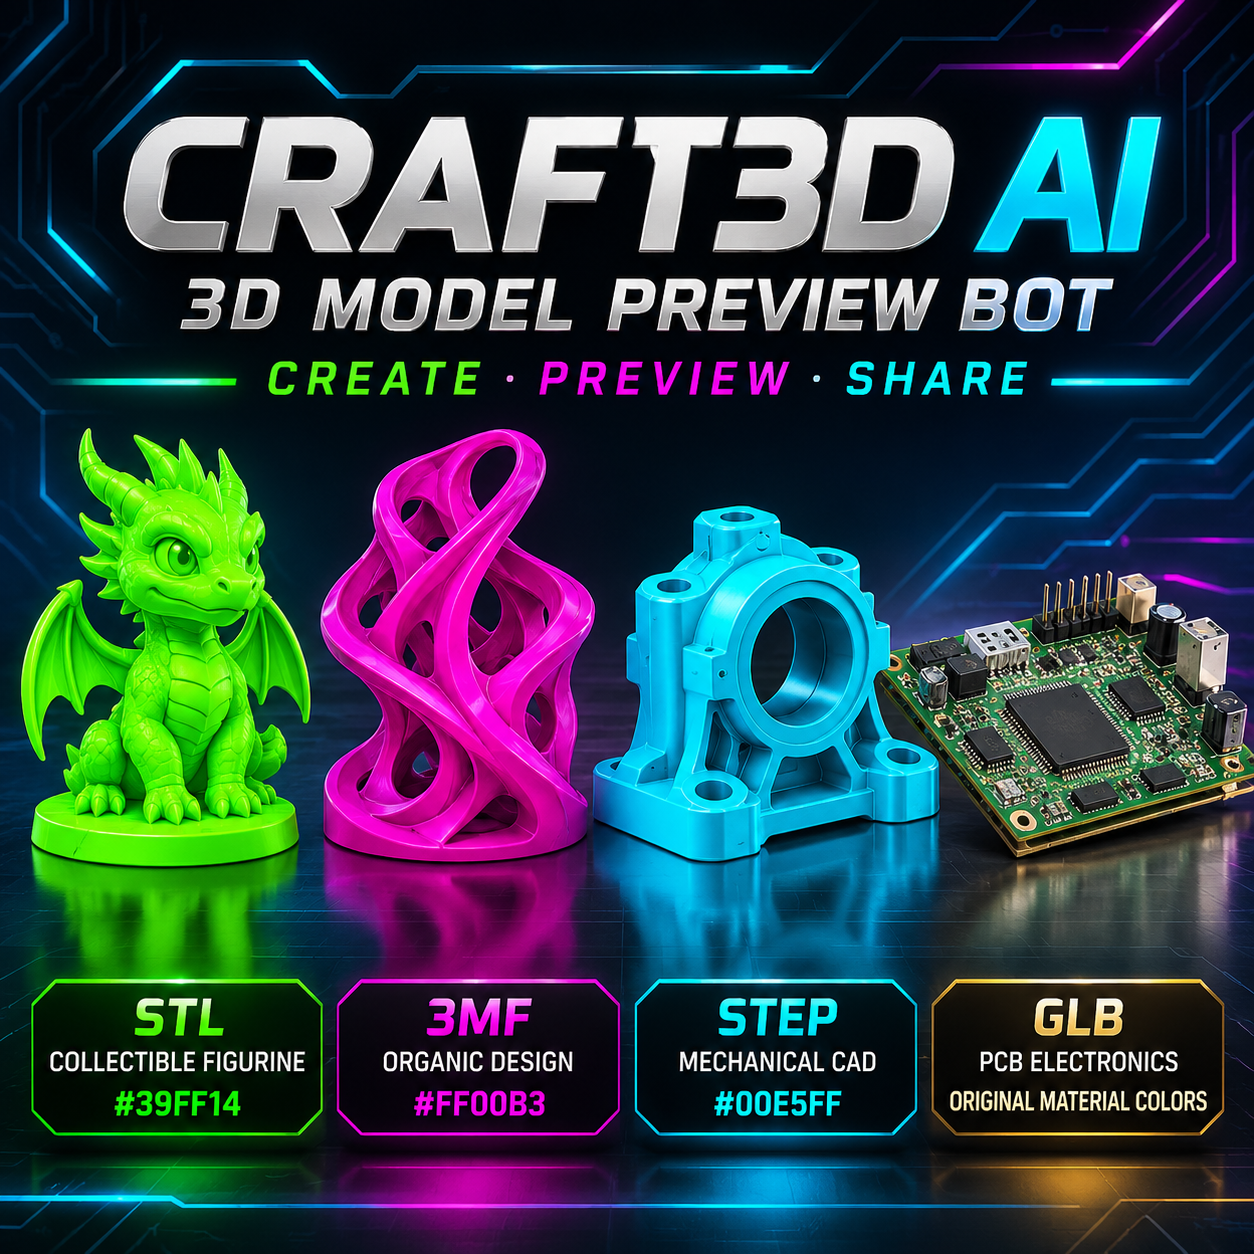 CRAFT3D AI
3D MODEL PREVIEW BOT
CREATE · PREVIEW · SHARE
STL
COLLECTIBLE FIGURINE
#39FF14
3MF
ORGANIC DESIGN
#FF00B3
STEP
MECHANICAL CAD
#00E5FF
GLB
PCB ELECTRONICS
ORIGINAL MATERIAL COLORS